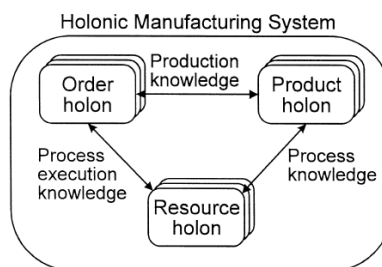 Holonic Manufacturing System
Order
holon
Production
knowledge
Product
holon
Process
execution
knowledge
Process
knowledge
Resource
holon